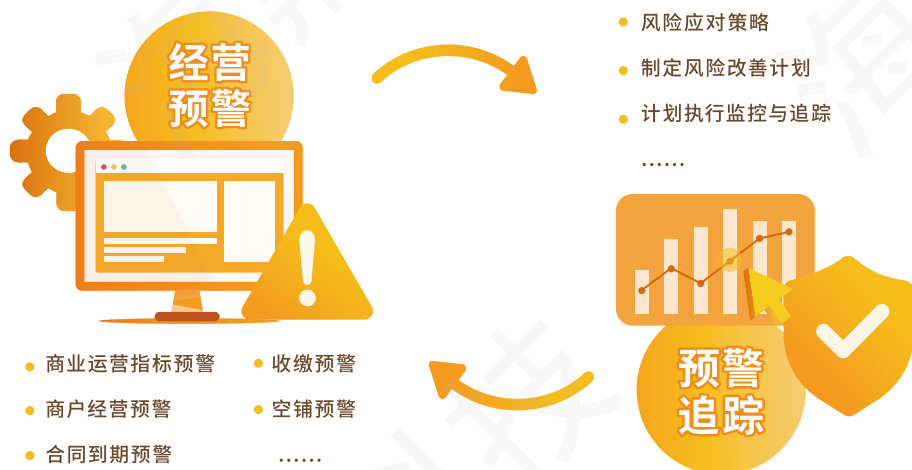 经营
预警
风险应对策略
制定风险改善计划
计划执行监控与追踪
……
商业运营指标预警
商户经营预警
合同到期预警
收缴预警
空铺预警
……
预警
追踪